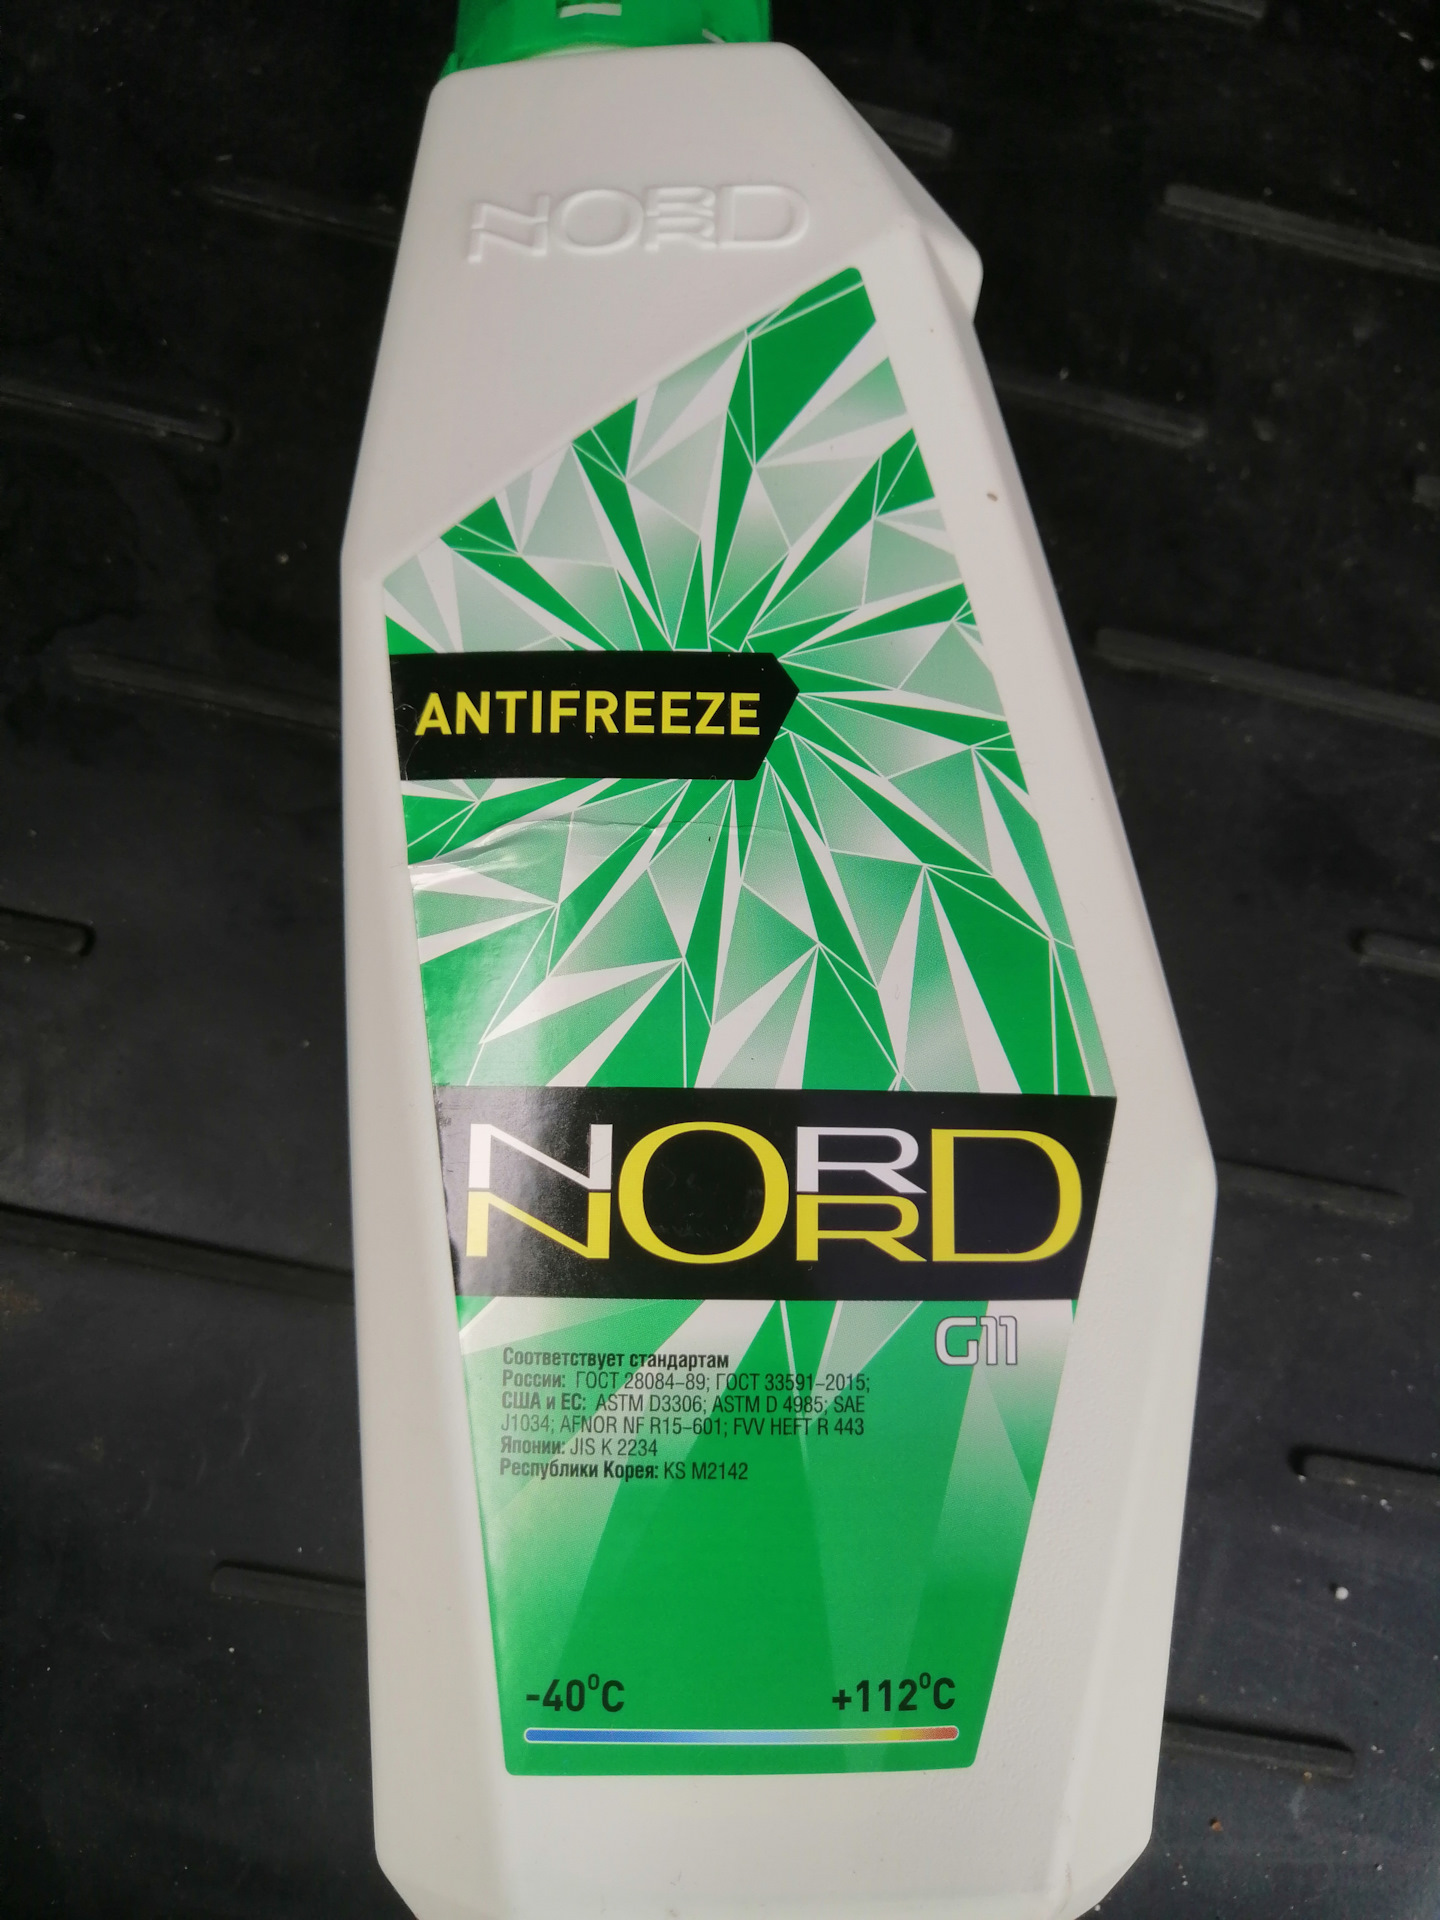 NORD
ANTIFREEZE
NORD
G11
Соответствует стандартам
России: ГОСТ 28084-89; ГОСТ 33591-2015;
США и ЕС: ASTM D3306; ASTM D 4985; SAE
J1034; AFNOR NF R15-601; FVV HEFT R 443
Японии: JIS K 2234
Республики Корея: KS M2142
-40°C +112°C